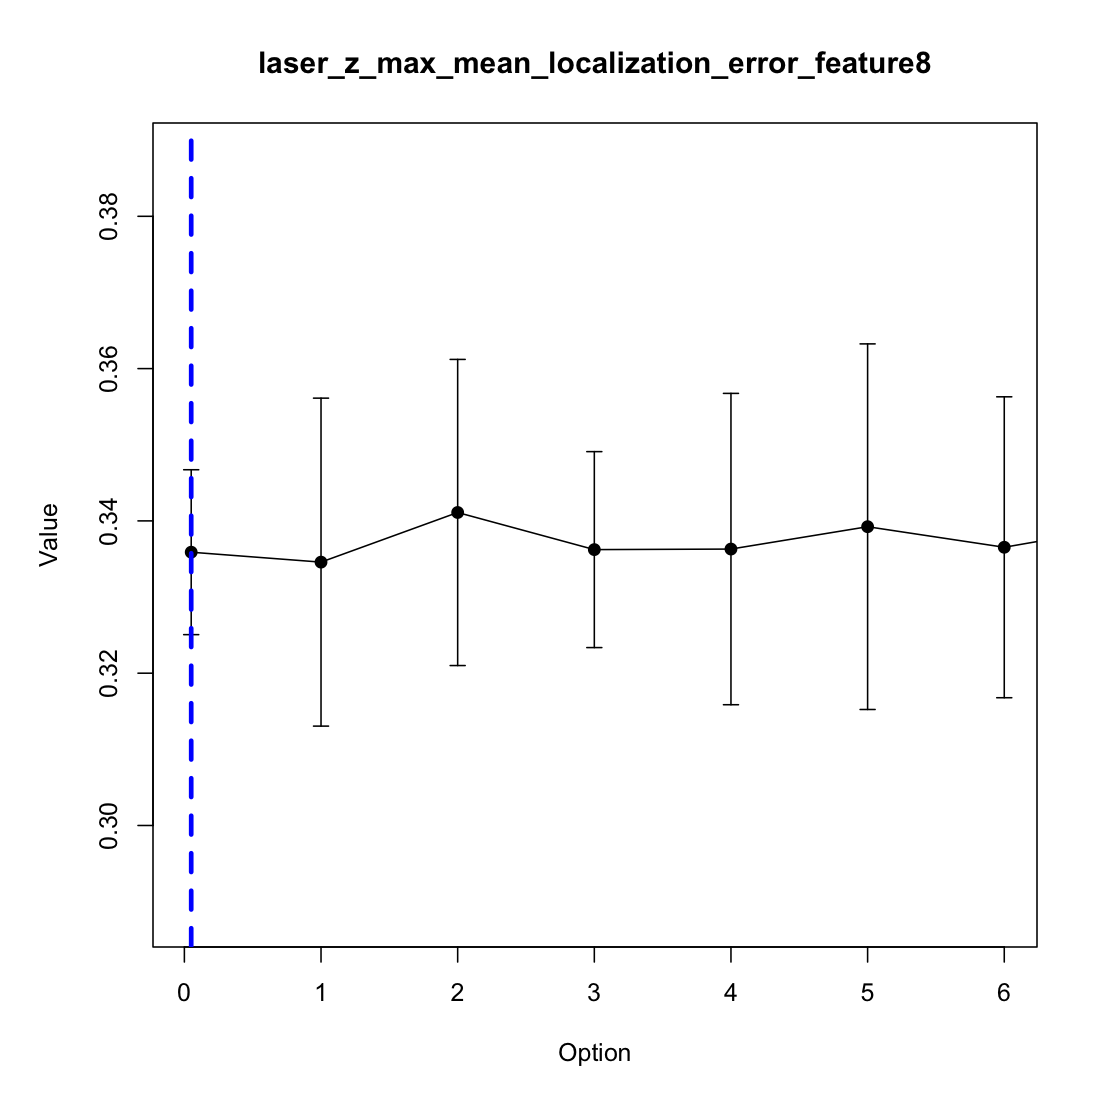 laser_z_max_mean_localization_error_feature8
0.38
0.36
0.34
0.32
0.30
Value
0 1 2 3 4 5 6
Option